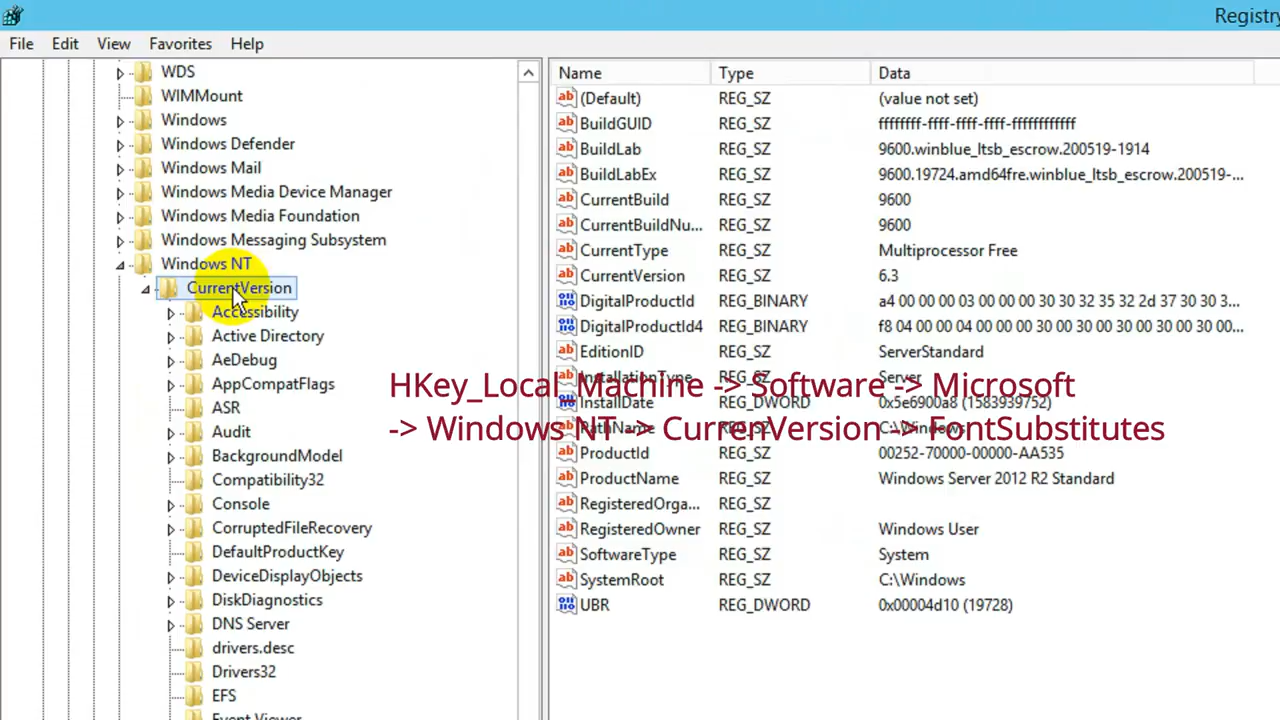 Registry
File Edit View Favorites Help
WDS
WIMMount
Windows
Windows Defender
Windows Mail
Windows Media Device Manager
Windows Media Foundation
Windows Messaging Subsystem
Windows NT
CurrentVersion
Accessibility
Active Directory
AeDebug
AppCompatFlags
ASR
Audit
BackgroundModel
Compatibility32
Console
CorruptedFileRecovery
DefaultProductKey
DeviceDisplayObjects
DiskDiagnostics
DNS Server
drivers.desc
Drivers32
EFS
Event Viewer
Name Type Data
(Default) REG_SZ (value not set)
BuildGUID REG_SZ ffffffff-ffff-ffff-ffff-ffffffffffff
BuildLab REG_SZ 9600.winblue_ltsb_escrow.200519-1914
BuildLabEx REG_SZ 9600.19724.amd64fre.winblue_ltsb_escrow.200519-...
CurrentBuild REG_SZ 9600
CurrentBuildNu... REG_SZ 9600
CurrentType REG_SZ Multiprocessor Free
CurrentVersion REG_SZ 6.3
DigitalProductId REG_BINARY a4 00 00 00 03 00 00 00 30 30 32 35 32 2d 37 30 30 3...
DigitalProductId4 REG_BINARY f8 04 00 00 04 00 00 00 30 00 30 00 30 00 30 00 30 00...
EditionID REG_SZ ServerStandard
InstallationType REG_SZ Server
InstallDate REG_DWORD 0x5e6900a8 (1583939752)
PathName REG_SZ C:\Windows
ProductId REG_SZ 00252-70000-00000-AA535
ProductName REG_SZ Windows Server 2012 R2 Standard
RegisteredOrga... REG_SZ
RegisteredOwner REG_SZ Windows User
SoftwareType REG_SZ System
SystemRoot REG_SZ C:\Windows
UBR REG_DWORD 0x00004d10 (19728)
HKey_Local_Machine -> Software -> Microsoft
-> Windows NT -> CurrenVersion -> FontSubstitutes